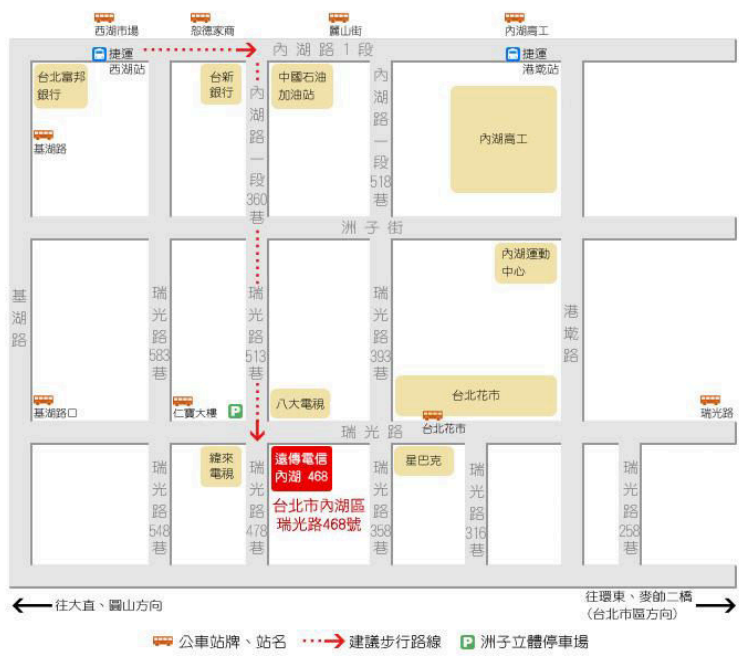 西湖市場
德家商
麗山街
內湖高工
捷運
西湖站
內湖路1段
捷運
港墘站
台北富邦
銀行
台新
銀行
中國石油
加油站
內湖路一段360巷
內湖路一段518巷
內湖高工
基湖路
洲子街
內湖運動
中心
基湖路
瑞光路583巷
瑞光路513巷
瑞光路393巷
港墘路
台北花市
八大電視
基湖路口
仁寶大樓
P
台北花市
瑞光路
瑞光路
緯來
電視
遠傳電信
內湖 468
星巴克
台北市內湖區
瑞光路468號
瑞光路548巷
瑞光路478巷
瑞光路358巷
瑞光路316巷
瑞光路258巷
往大直、圓山方向
往環東、麥帥二橋
(台北市區方向)
公車站牌、站名
建議步行路線
P 洲子立體停車場